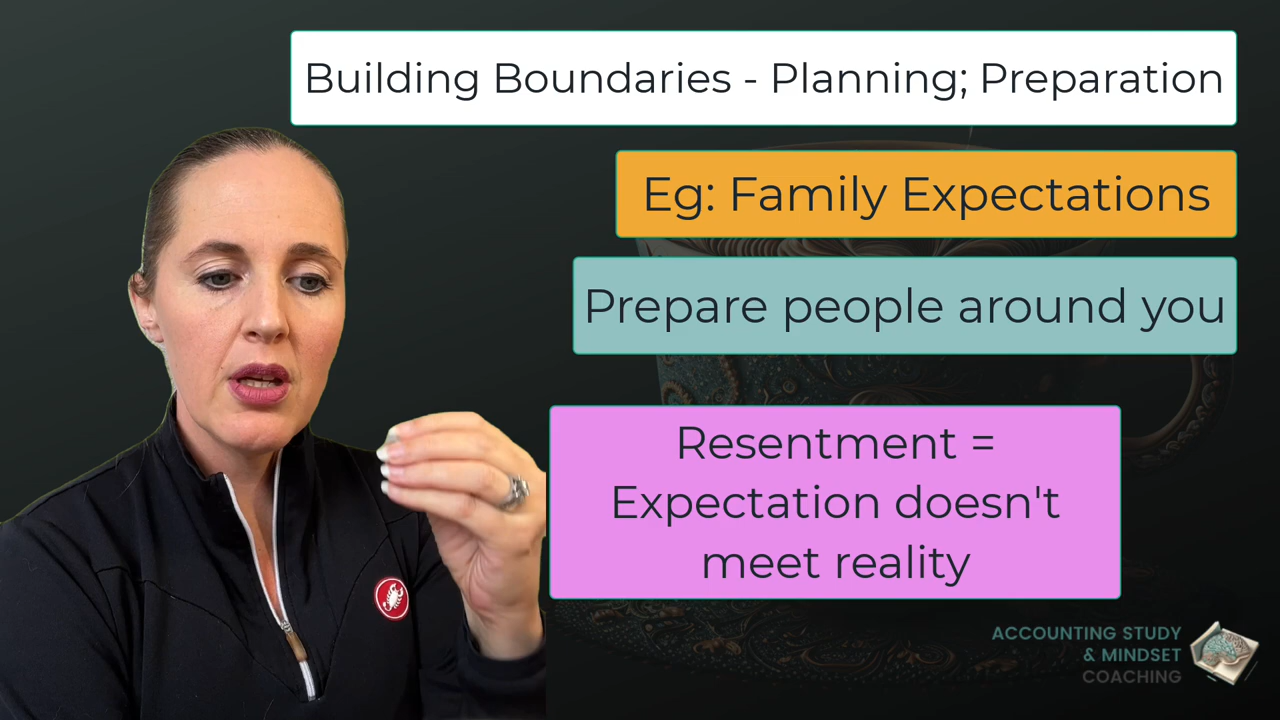 Building Boundaries - Planning; Preparation
Eg: Family Expectations
Prepare people around you
Resentment =
Expectation doesn't
meet reality
ACCOUNTING STUDY
& MINDSET
COACHING